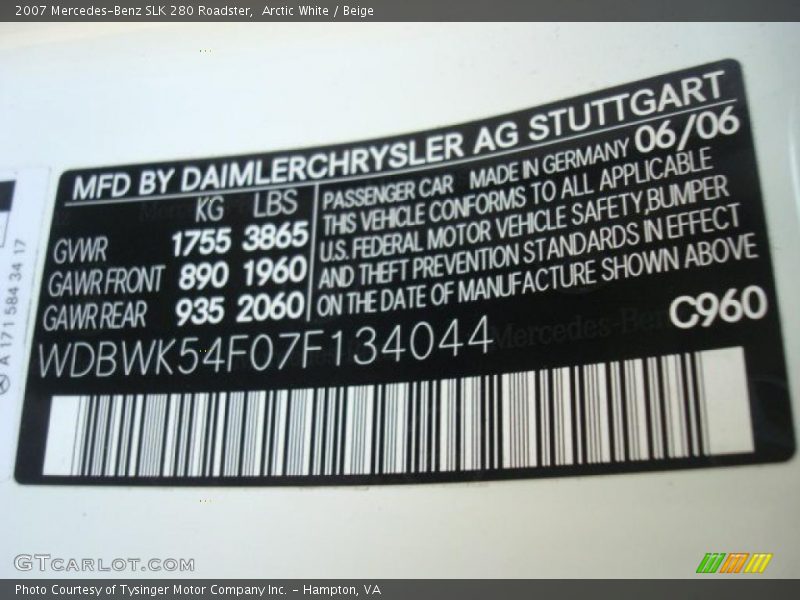 2007 Mercedes-Benz SLK 280 Roadster, Arctic White / Beige
MFD BY DAIMLERCHRYSLER AG STUTTGART
KG LBS
GVWR 1755 3865
GAWR FRONT 890 1960
GAWR REAR 935 2060
PASSENGER CAR MADE IN GERMANY 06/06
THIS VEHICLE CONFORMS TO ALL APPLICABLE
U.S. FEDERAL MOTOR VEHICLE SAFETY, BUMPER
AND THEFT PREVENTION STANDARDS IN EFFECT
ON THE DATE OF MANUFACTURE SHOWN ABOVE
C960
WDBWK54F07F134044
Mercedes-Benz
A 171 584 34 17
GTCARLOT.COM
Photo Courtesy of Tysinger Motor Company Inc. - Hampton, VA